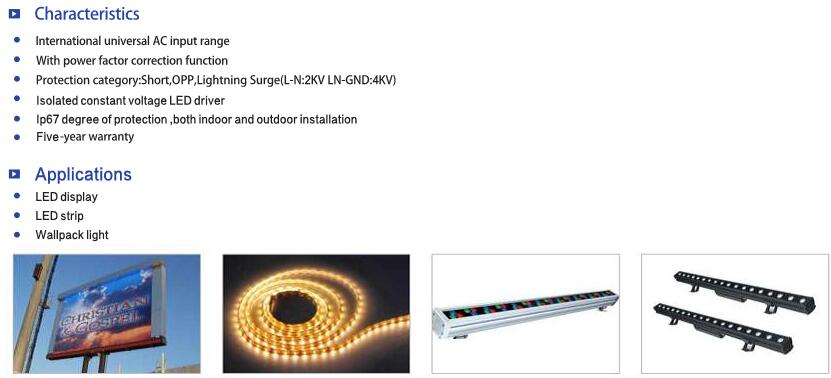 Characteristics
International universal AC input range
With power factor correction function
Protection category:Short,OPP,Lightning Surge(L-N:2KV LN-GND:4KV)
Isolated constant voltage LED driver
Ip67 degree of protection ,both indoor and outdoor installation
Five-year warranty
Applications
LED display
LED strip
Wallpack light
CHRISTIAN
& GOSPEL